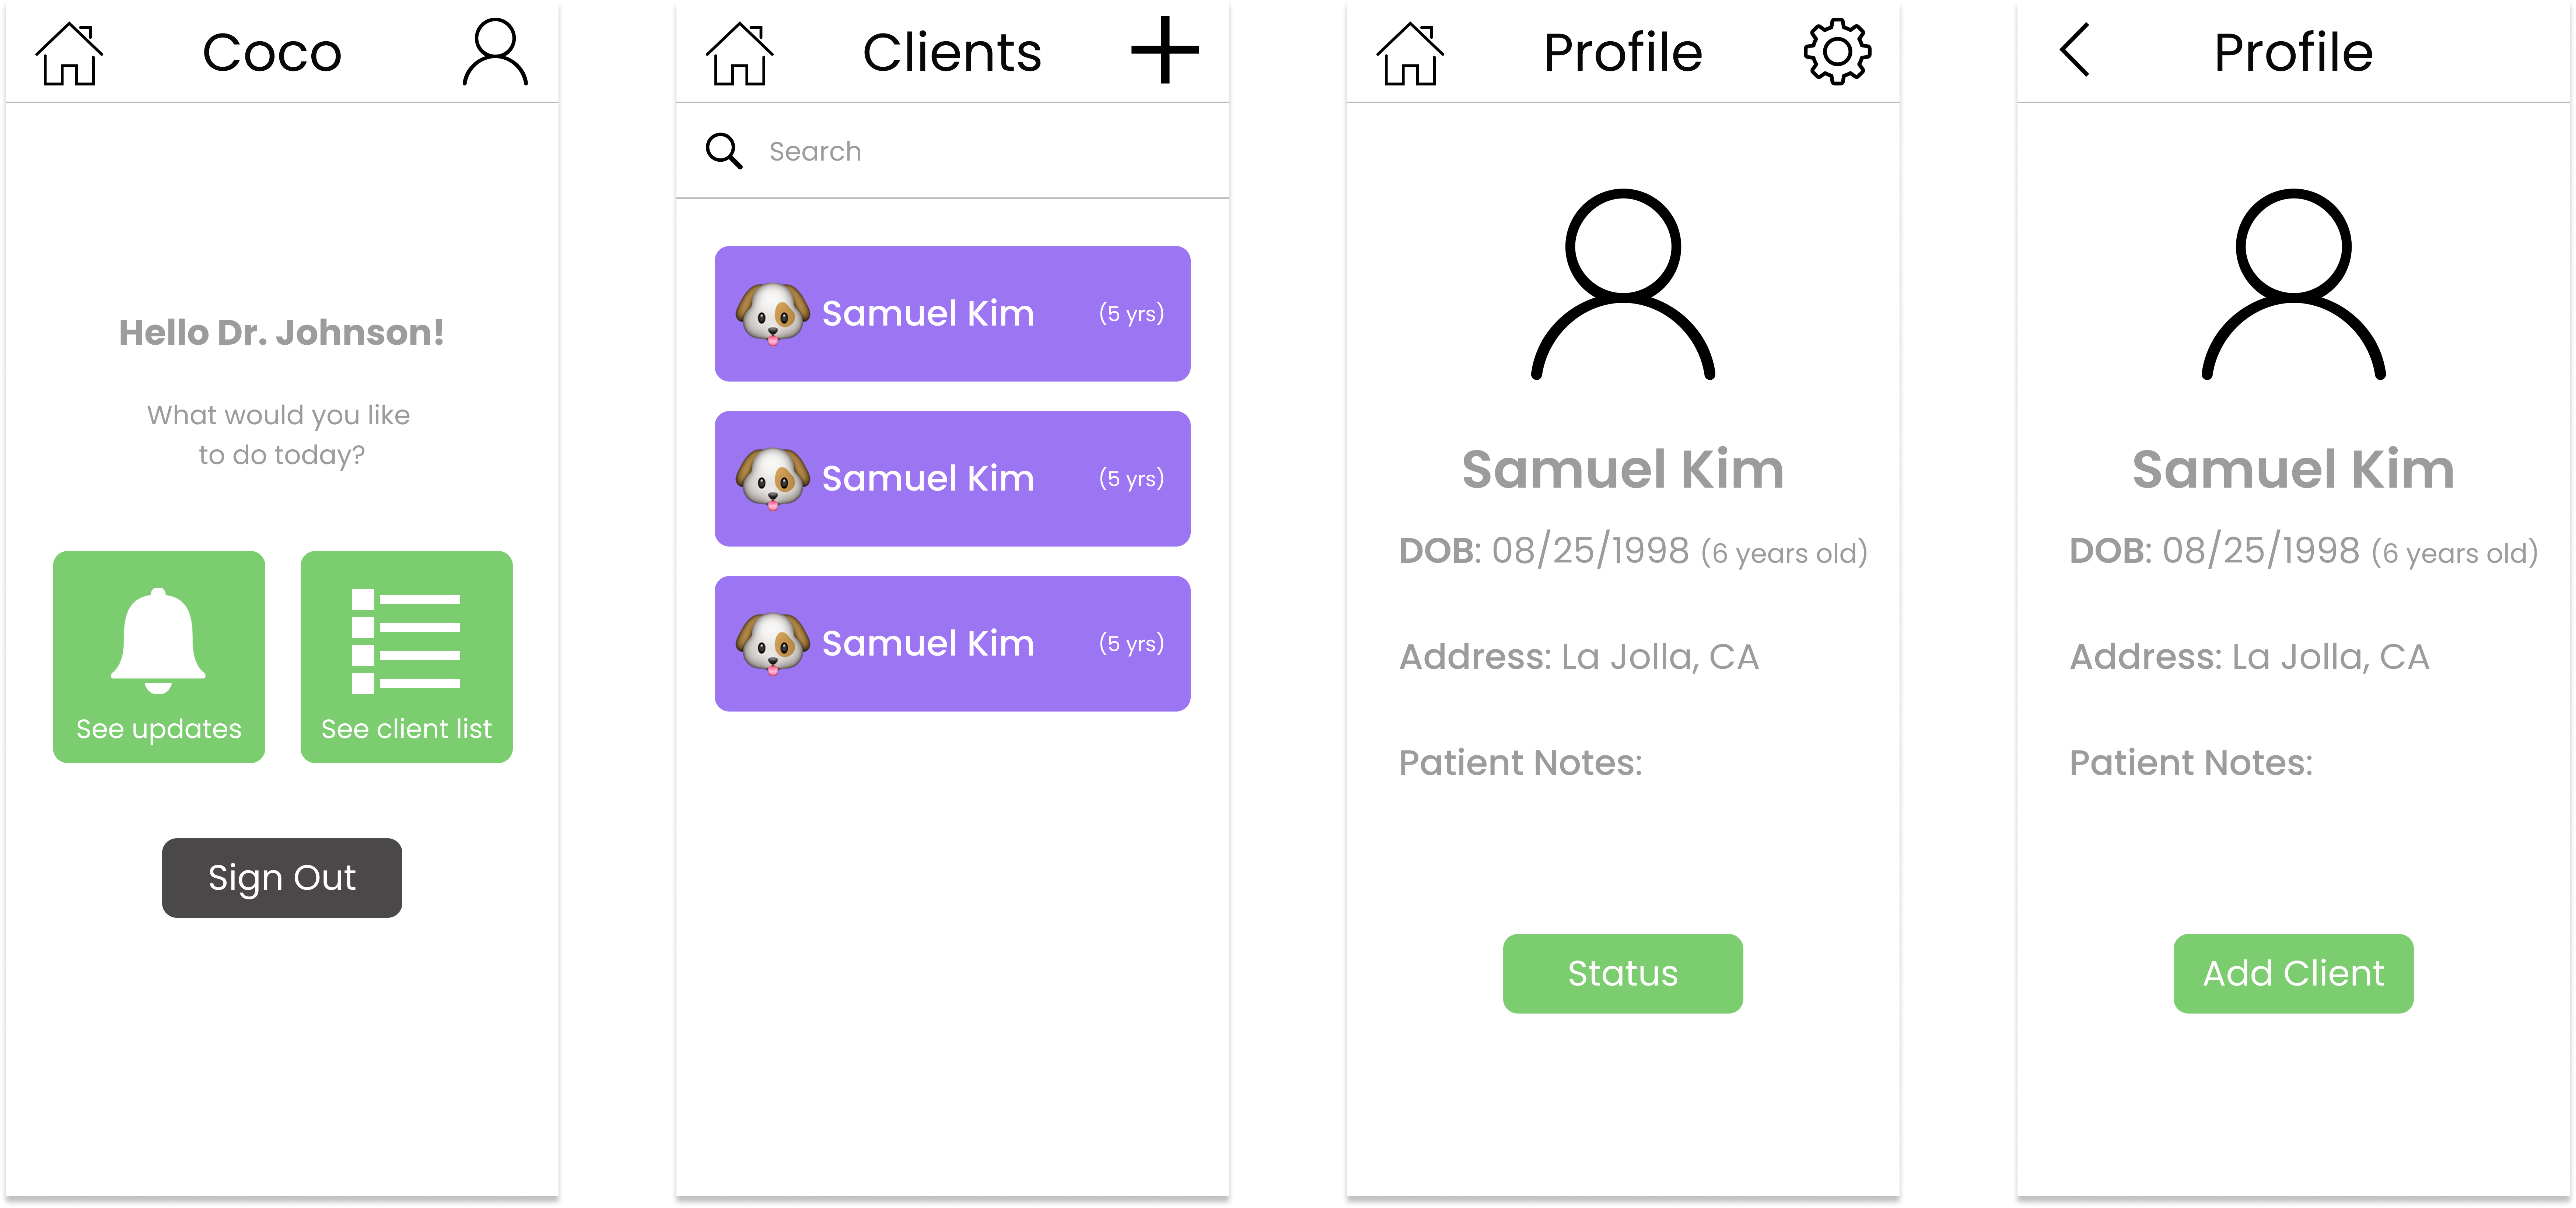 Coco
Hello Dr. Johnson!
What would you like
to do today?
See updates
See client list
Sign Out
Clients
Search
Samuel Kim (5 yrs)
Samuel Kim (5 yrs)
Samuel Kim (5 yrs)
Profile
Samuel Kim
DOB: 08/25/1998 (6 years old)
Address: La Jolla, CA
Patient Notes:
Status
Profile
Samuel Kim
DOB: 08/25/1998 (6 years old)
Address: La Jolla, CA
Patient Notes:
Add Client